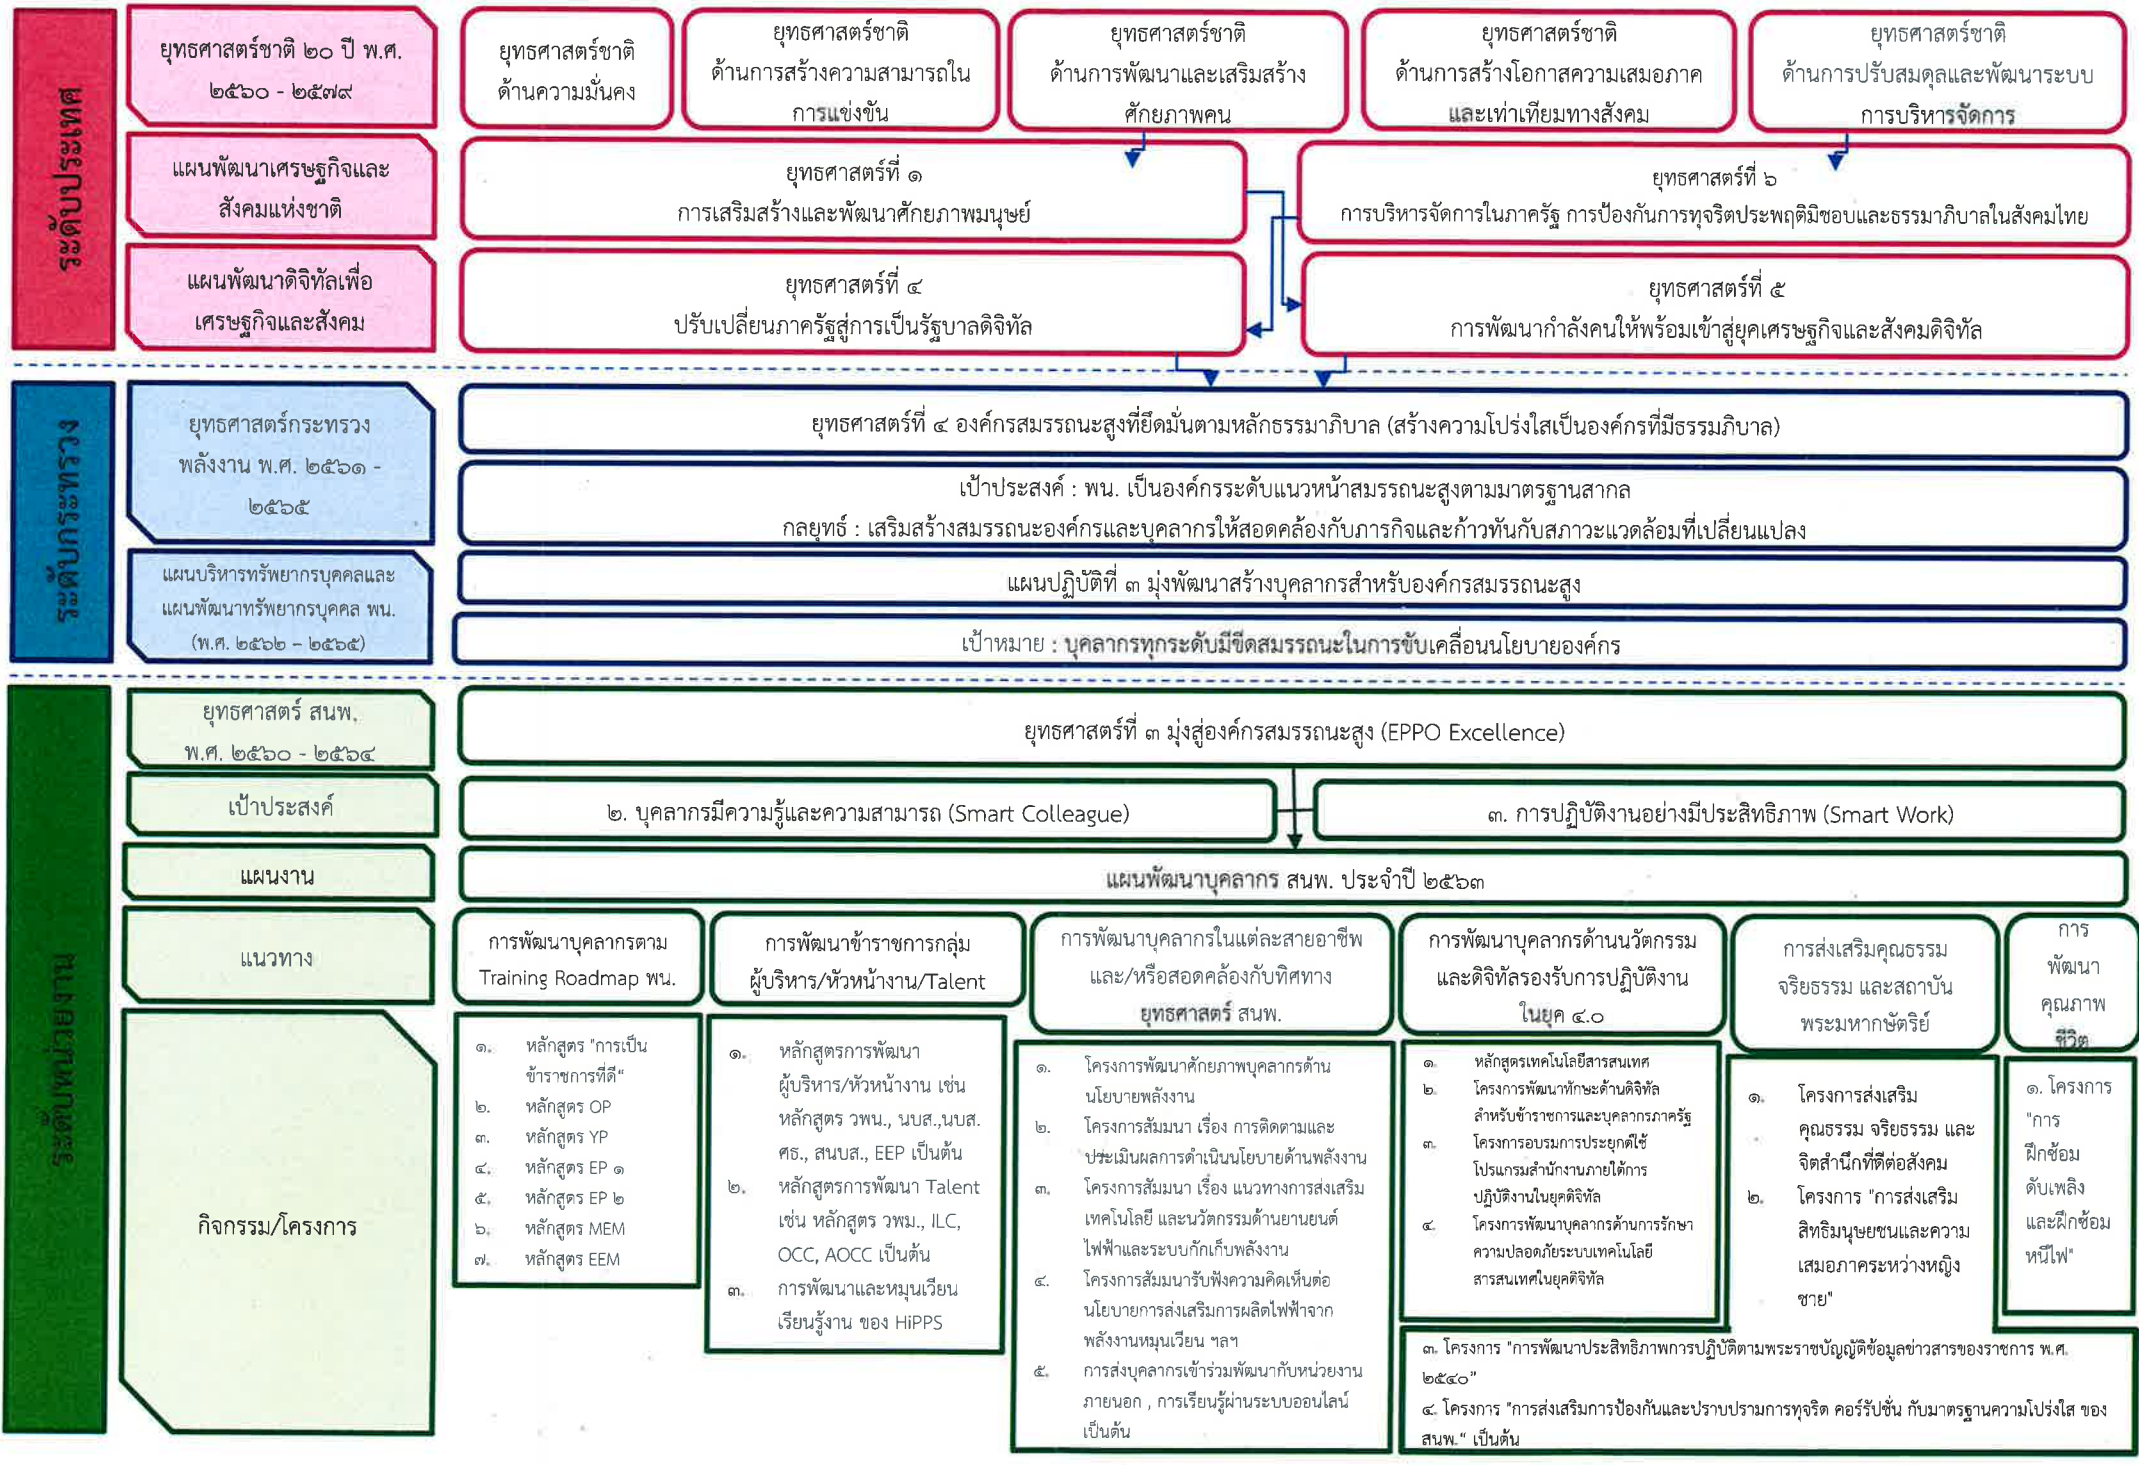 ระดับประเทศ
ยุทธศาสตร์ชาติ ๒๐ ปี พ.ศ.
๒๕๖๐ - ๒๕๗๙
ยุทธศาสตร์ชาติ
ด้านความมั่นคง
ยุทธศาสตร์ชาติ
ด้านการสร้างความสามารถใน
การแข่งขัน
ยุทธศาสตร์ชาติ
ด้านการพัฒนาและเสริมสร้าง
ศักยภาพคน
ยุทธศาสตร์ชาติ
ด้านการสร้างโอกาสความเสมอภาค
และเท่าเทียมทางสังคม
ยุทธศาสตร์ชาติ
ด้านการปรับสมดุลและพัฒนาระบบ
การบริหารจัดการ
แผนพัฒนาเศรษฐกิจและ
สังคมแห่งชาติ
ยุทธศาสตร์ที่ ๑
การเสริมสร้างและพัฒนาศักยภาพมนุษย์
ยุทธศาสตร์ที่ ๖
การบริหารจัดการในภาครัฐ การป้องกันการทุจริตประพฤติมิชอบและธรรมาภิบาลในสังคมไทย
แผนพัฒนาดิจิทัลเพื่อ
เศรษฐกิจและสังคม
ยุทธศาสตร์ที่ ๔
ปรับเปลี่ยนภาครัฐสู่การเป็นรัฐบาลดิจิทัล
ยุทธศาสตร์ที่ ๕
การพัฒนากำลังคนให้พร้อมเข้าสู่ยุคเศรษฐกิจและสังคมดิจิทัล
ระดับกระทรวง
ยุทธศาสตร์กระทรวง
พลังงาน พ.ศ. ๒๕๖๑ -
๒๕๖๕
ยุทธศาสตร์ที่ ๔ องค์กรสมรรถนะสูงที่ยึดมั่นตามหลักธรรมาภิบาล (สร้างความโปร่งใสเป็นองค์กรที่มีธรรมภิบาล)
เป้าประสงค์ : พน. เป็นองค์กรระดับแนวหน้าสมรรถนะสูงตามมาตรฐานสากล
กลยุทธ์ : เสริมสร้างสมรรถนะองค์กรและบุคลากรให้สอดคล้องกับภารกิจและก้าวทันกับสภาวะแวดล้อมที่เปลี่ยนแปลง
แผนบริหารทรัพยากรบุคคลและ
แผนพัฒนาทรัพยากรบุคคล พน.
(พ.ศ. ๒๕๖๒ – ๒๕๖๕)
แผนปฏิบัติที่ ๓ มุ่งพัฒนาสร้างบุคลากรสำหรับองค์กรสมรรถนะสูง
เป้าหมาย : บุคลากรทุกระดับมีขีดสมรรถนะในการขับเคลื่อนนโยบายองค์กร
ระดับหน่วยงาน
ยุทธศาสตร์ สนพ.
พ.ศ. ๒๕๖๐ - ๒๕๖๔
ยุทธศาสตร์ที่ ๓ มุ่งสู่องค์กรสมรรถนะสูง (EPPO Excellence)
เป้าประสงค์
๒. บุคลากรมีความรู้และความสามารถ (Smart Colleague)
๓. การปฏิบัติงานอย่างมีประสิทธิภาพ (Smart Work)
แผนงาน
แผนพัฒนาบุคลากร สนพ. ประจำปี ๒๕๖๓
แนวทาง
การพัฒนาบุคลากรตาม
Training Roadmap พน.
การพัฒนาข้าราชการกลุ่ม
ผู้บริหาร/หัวหน้างาน/Talent
การพัฒนาบุคลากรในแต่ละสายอาชีพ
และ/หรือสอดคล้องกับทิศทาง
ยุทธศาสตร์ สนพ.
การพัฒนาบุคลากรด้านนวัตกรรม
และดิจิทัลรองรับการปฏิบัติงาน
ในยุค ๔.๐
การส่งเสริมคุณธรรม
จริยธรรม และสถาบัน
พระมหากษัตริย์
การ
พัฒนา
คุณภาพ
ชีวิต
กิจกรรม/โครงการ
๑. หลักสูตร "การเป็น
ข้าราชการที่ดี"
๒. หลักสูตร OP
๓. หลักสูตร YP
๔. หลักสูตร EP ๑
๕. หลักสูตร EP ๒
๖. หลักสูตร MEM
๗. หลักสูตร EEM
๑. หลักสูตรการพัฒนา
ผู้บริหาร/หัวหน้างาน เช่น
หลักสูตร วพน., นบส.,นบส.
ศธ., สนบส., EEP เป็นต้น
๒. หลักสูตรการพัฒนา Talent
เช่น หลักสูตร วพม., ILC,
OCC, AOCC เป็นต้น
๓. การพัฒนาและหมุนเวียน
เรียนรู้งาน ของ HiPPS
๑. โครงการพัฒนาศักยภาพบุคลากรด้าน
นโยบายพลังงาน
๒. โครงการสัมมนา เรื่อง การติดตามและ
ประเมินผลการดำเนินนโยบายด้านพลังงาน
๓. โครงการสัมมนา เรื่อง แนวทางการส่งเสริม
เทคโนโลยี และนวัตกรรมด้านยานยนต์
ไฟฟ้าและระบบกักเก็บพลังงาน
๔. โครงการสัมมนารับฟังความคิดเห็นต่อ
นโยบายการส่งเสริมการผลิตไฟฟ้าจาก
พลังงานหมุนเวียน ฯลฯ
๕. การส่งบุคลากรเข้าร่วมพัฒนากับหน่วยงาน
ภายนอก , การเรียนรู้ผ่านระบบออนไลน์
เป็นต้น
๑. หลักสูตรเทคโนโลยีสารสนเทศ
๒. โครงการพัฒนาทักษะด้านดิจิทัล
สำหรับข้าราชการและบุคลากรภาครัฐ
๓. โครงการอบรมการประยุกต์ใช้
โปรแกรมสำนักงานภายใต้การ
ปฏิบัติงานในยุคดิจิทัล
๔. โครงการพัฒนาบุคลากรด้านการรักษา
ความปลอดภัยระบบเทคโนโลยี
สารสนเทศในยุคดิจิทัล
๑. โครงการส่งเสริม
คุณธรรม จริยธรรม และ
จิตสำนึกที่ดีต่อสังคม
๒. โครงการ "การส่งเสริม
สิทธิมนุษยชนและความ
เสมอภาคระหว่างหญิง
ชาย"
๓. โครงการ "การพัฒนาประสิทธิภาพการปฏิบัติตามพระราชบัญญัติข้อมูลข่าวสารของราชการ พ.ศ.
๒๕๔๐"
๔. โครงการ "การส่งเสริมการป้องกันและปราบปรามการทุจริต คอร์รัปชั่น กับมาตรฐานความโปร่งใส ของ
สนพ." เป็นต้น
๑. โครงการ
"การ
ฝึกซ้อม
ดับเพลิง
และฝึกซ้อม
หนีไฟ"